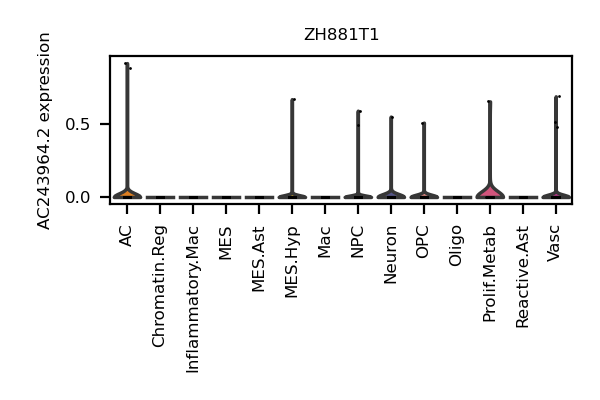 ZH881T1
AC243964.2 expression
0.5
0.0
AC
Chromatin.Reg
Inflammatory.Mac
MES
MES.Ast
MES.Hyp
Mac
NPC
Neuron
OPC
Oligo
Prolif.Metab
Reactive.Ast
Vasc